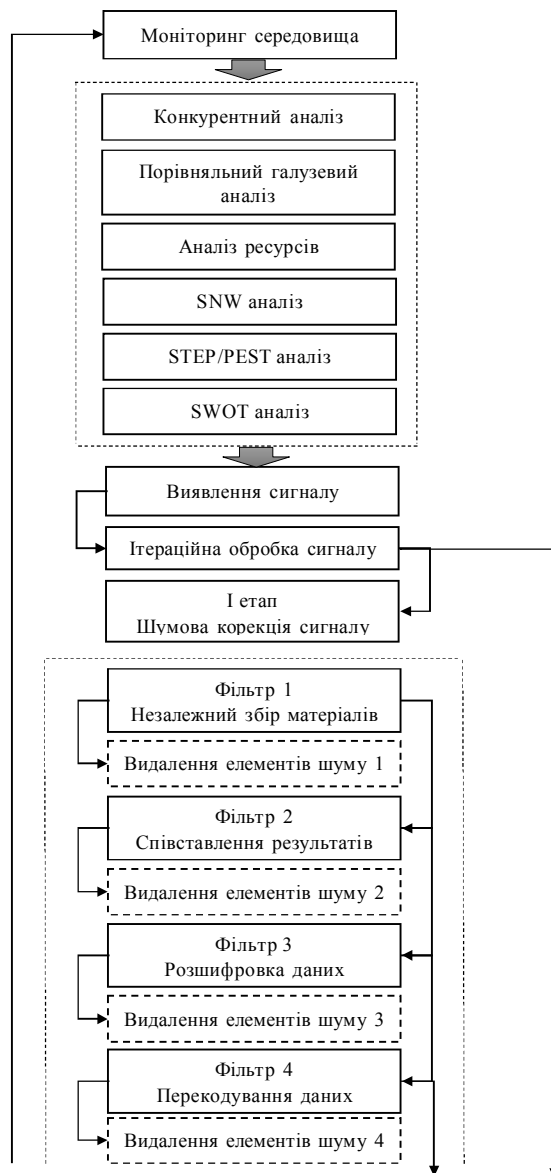 Моніторинг середовища
Конкурентний аналіз
Порівняльний галузевий
аналіз
Аналіз ресурсів
SNW аналіз
STEP/PEST аналіз
SWOT аналіз
Виявлення сигналу
Ітераційна обробка сигналу
І етап
Шумова корекція сигналу
Фільтр 1
Незалежний збір матеріалів
Видалення елементів шуму 1
Фільтр 2
Співставлення результатів
Видалення елементів шуму 2
Фільтр 3
Розшифровка даних
Видалення елементів шуму 3
Фільтр 4
Перекодування даних
Видалення елементів шуму 4